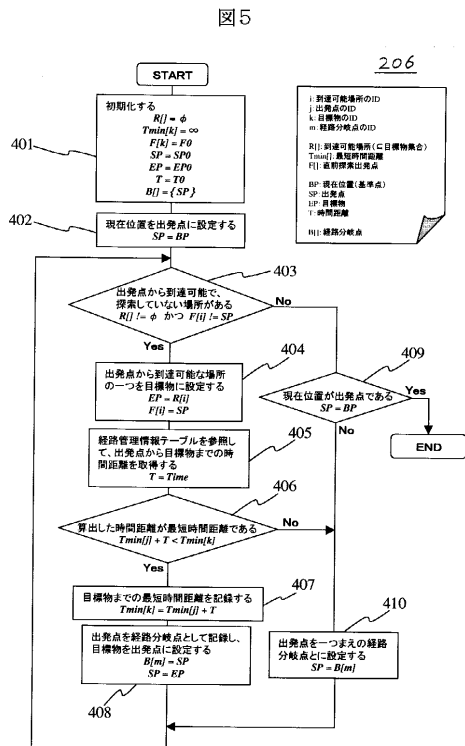 図5
START
206
401
初期化する
R[] = φ
Tmin[k] = ∞
F[k] = F0
SP = SP0
EP = EP0
T = T0
B[] = {SP}
i: 到達可能場所のID
j: 出発点のID
k: 目標物のID
m: 経路分岐点のID
R[]: 到達可能場所(⊆目標物集合)
Tmin[]: 最短時間距離
F[]: 直前探索出発点
BP: 現在位置(基準点)
SP: 出発点
EP: 目標物
T: 時間距離
B[]: 経路分岐点
402
現在位置を出発点に設定する
SP = BP
403
出発点から到達可能で、
探索していない場所がある
R[] != φ かつ F[i] != SP
No
Yes
404
出発点から到達可能な場所
の一つを目標物に設定する
EP = R[i]
F[i] = SP
409
現在位置が出発点である
SP = BP
Yes
No
END
405
経路管理情報テーブルを参照し
て、出発点から目標物までの時
間距離を取得する
T = Time
406
算出した時間距離が最短時間距離である
Tmin[j] + T < Tmin[k]
No
Yes
407
目標物までの最短時間距離を記録する
Tmin[k] = Tmin[j] + T
出発点を経路分岐点として記録し、
目標物を出発点に設定する
B[m] = SP
SP = EP
408
410
出発点を一つまえの経路
分岐点とに設定する
SP = B[m]